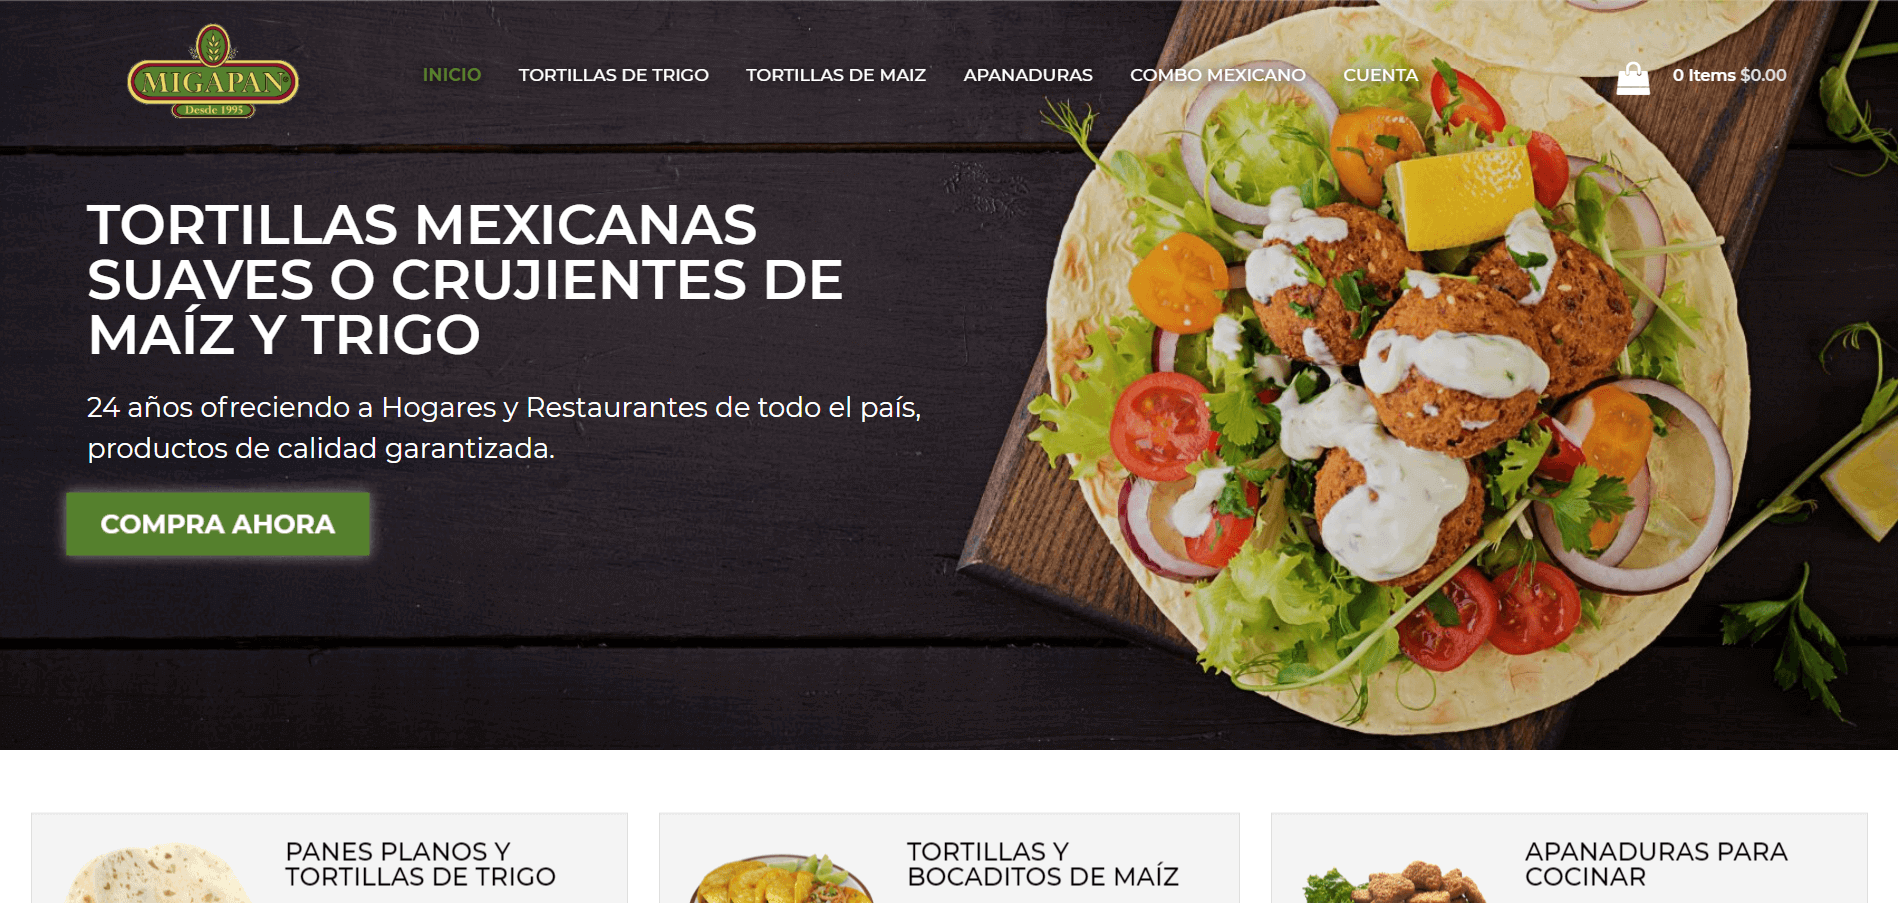 MIGAPAN
Desde 1995
INICIO TORTILLAS DE TRIGO TORTILLAS DE MAIZ APANADURAS COMBO MEXICANO CUENTA 0 Items $0.00
TORTILLAS MEXICANAS
SUAVES O CRUJIENTES DE
MAÍZ Y TRIGO
24 años ofreciendo a Hogares y Restaurantes de todo el país,
productos de calidad garantizada.
COMPRA AHORA
PANES PLANOS Y
TORTILLAS DE TRIGO
TORTILLAS Y
BOCADITOS DE MAÍZ
APANADURAS PARA
COCINAR